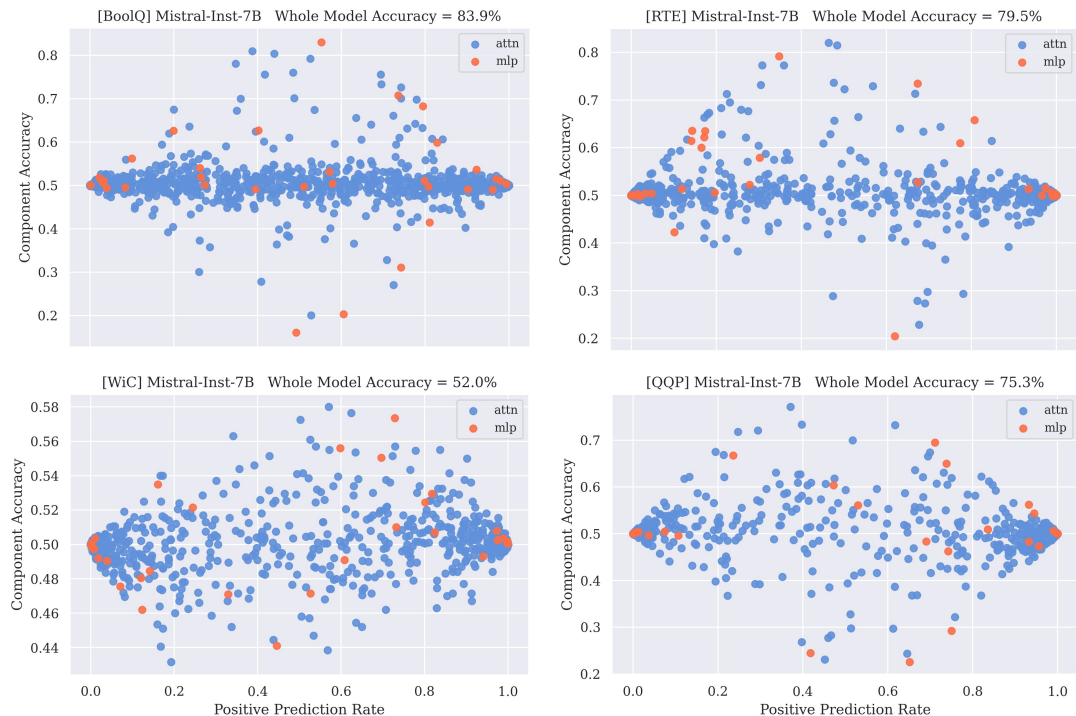 [BoolQ] Mistral-Inst-7B Whole Model Accuracy = 83.9%
attn
mlp
0.8
0.7
0.6
0.5
0.4
0.3
0.2
Component Accuracy
[RTE] Mistral-Inst-7B Whole Model Accuracy = 79.5%
attn
mlp
0.8
0.7
0.6
0.5
0.4
0.3
0.2
Component Accuracy
[WiC] Mistral-Inst-7B Whole Model Accuracy = 52.0%
attn
mlp
0.58
0.56
0.54
0.52
0.50
0.48
0.46
0.44
Component Accuracy
0.0 0.2 0.4 0.6 0.8 1.0
Positive Prediction Rate
[QQP] Mistral-Inst-7B Whole Model Accuracy = 75.3%
attn
mlp
0.7
0.6
0.5
0.4
0.3
0.2
Component Accuracy
0.0 0.2 0.4 0.6 0.8 1.0
Positive Prediction Rate